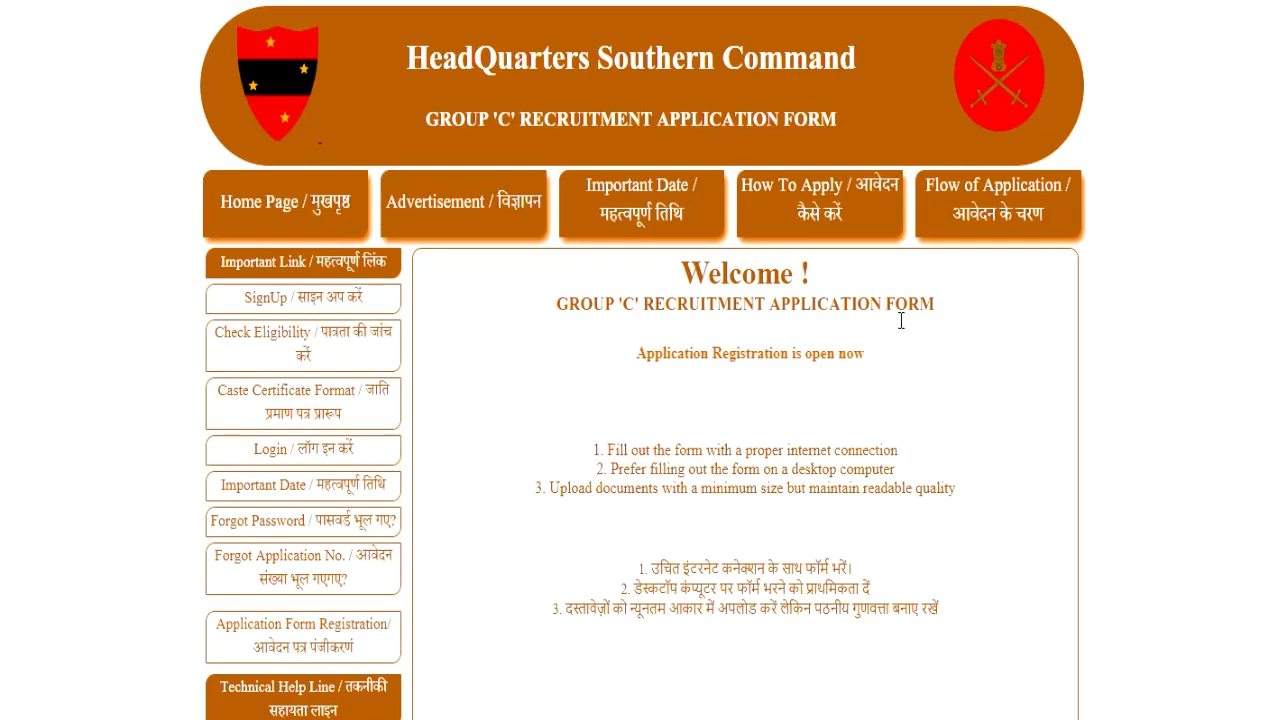 HeadQuarters Southern Command
GROUP 'C' RECRUITMENT APPLICATION FORM
Home Page / मुखपृष्ठ
Advertisement / विज्ञापन
Important Date /
महत्वपूर्ण तिथि
How To Apply / आवेदन
कैसे करें
Flow of Application /
आवेदन के चरण
Important Link / महत्वपूर्ण लिंक
SignUp / साइन अप करें
Check Eligibility / पात्रता की जांच
करें
Caste Certificate Format / जाति
प्रमाण पत्र प्रारूप
Login / लॉग इन करें
Important Date / महत्वपूर्ण तिथि
Forgot Password / पासवर्ड भूल गए?
Forgot Application No. / आवेदन
संख्या भूल गएगए?
Application Form Registration/
आवेदन पत्र पंजीकरणं
Technical Help Line / तकनीकी
सहायता लाइन
Welcome !
GROUP 'C' RECRUITMENT APPLICATION FORM
Application Registration is open now
1. Fill out the form with a proper internet connection
2. Prefer filling out the form on a desktop computer
3. Upload documents with a minimum size but maintain readable quality
1. उचित इंटरनेट कनेक्शन के साथ फॉर्म भरें।
2. डेस्कटॉप कंप्यूटर पर फॉर्म भरने को प्राथमिकता दें
3. दस्तावेज़ों को न्यूनतम आकार में अपलोड करें लेकिन पठनीय गुणवत्ता बनाए रखें